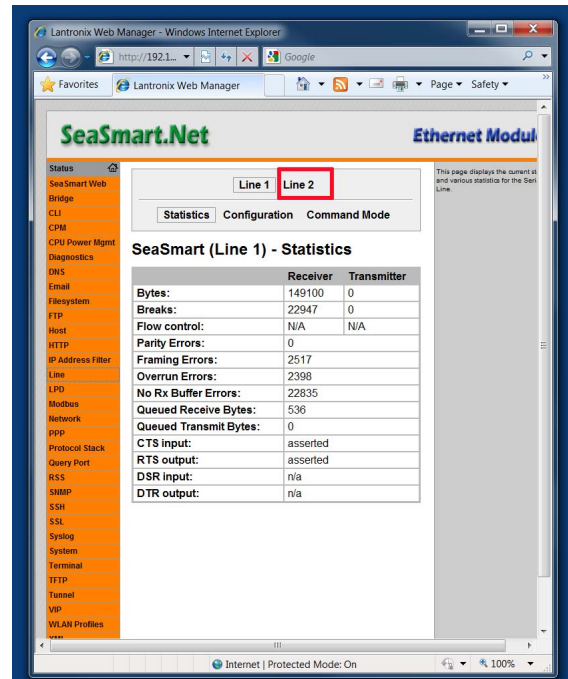 Lantronix Web Manager - Windows Internet Explorer
http://192.1...
Google
Favorites
Lantronix Web Manager
Page
Safety
»
SeaSmart.Net
Ethernet Modul
Status
SeaSmart Web
Bridge
CLI
CPM
CPU Power Mgmt
Diagnostics
DNS
Email
Filesystem
FTP
Host
HTTP
IP Address Filter
Line
LPD
Modbus
Network
PPP
Protocol Stack
Query Port
RSS
SNMP
SSH
SSL
Syslog
System
Terminal
TFTP
Tunnel
VIP
WLAN Profiles
XML
Line 1 Line 2
Statistics Configuration Command Mode
SeaSmart (Line 1) - Statistics
Receiver Transmitter
Bytes: 149100 0
Breaks: 22947 0
Flow control: N/A N/A
Parity Errors: 0
Framing Errors: 2517
Overrun Errors: 2398
No Rx Buffer Errors: 22835
Queued Receive Bytes: 536
Queued Transmit Bytes: 0
CTS input: asserted
RTS output: asserted
DSR input: n/a
DTR output: n/a
This page displays the current st
and various statistics for the Seri
Line.
Internet | Protected Mode: On
100%